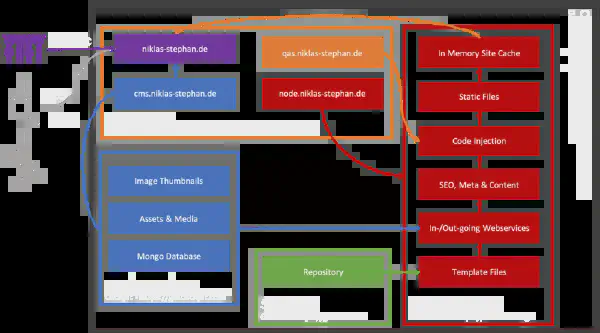 niklas-stephan.de
qas.niklas-stephan.de
In Memory Site Cache
cms.niklas-stephan.de
node.niklas-stephan.de
Static Files
Code Injection
Image Thumbnails
SEO, Meta & Content
Assets & Media
In-/Out-going Webservices
Mongo Database
Repository
Template Files